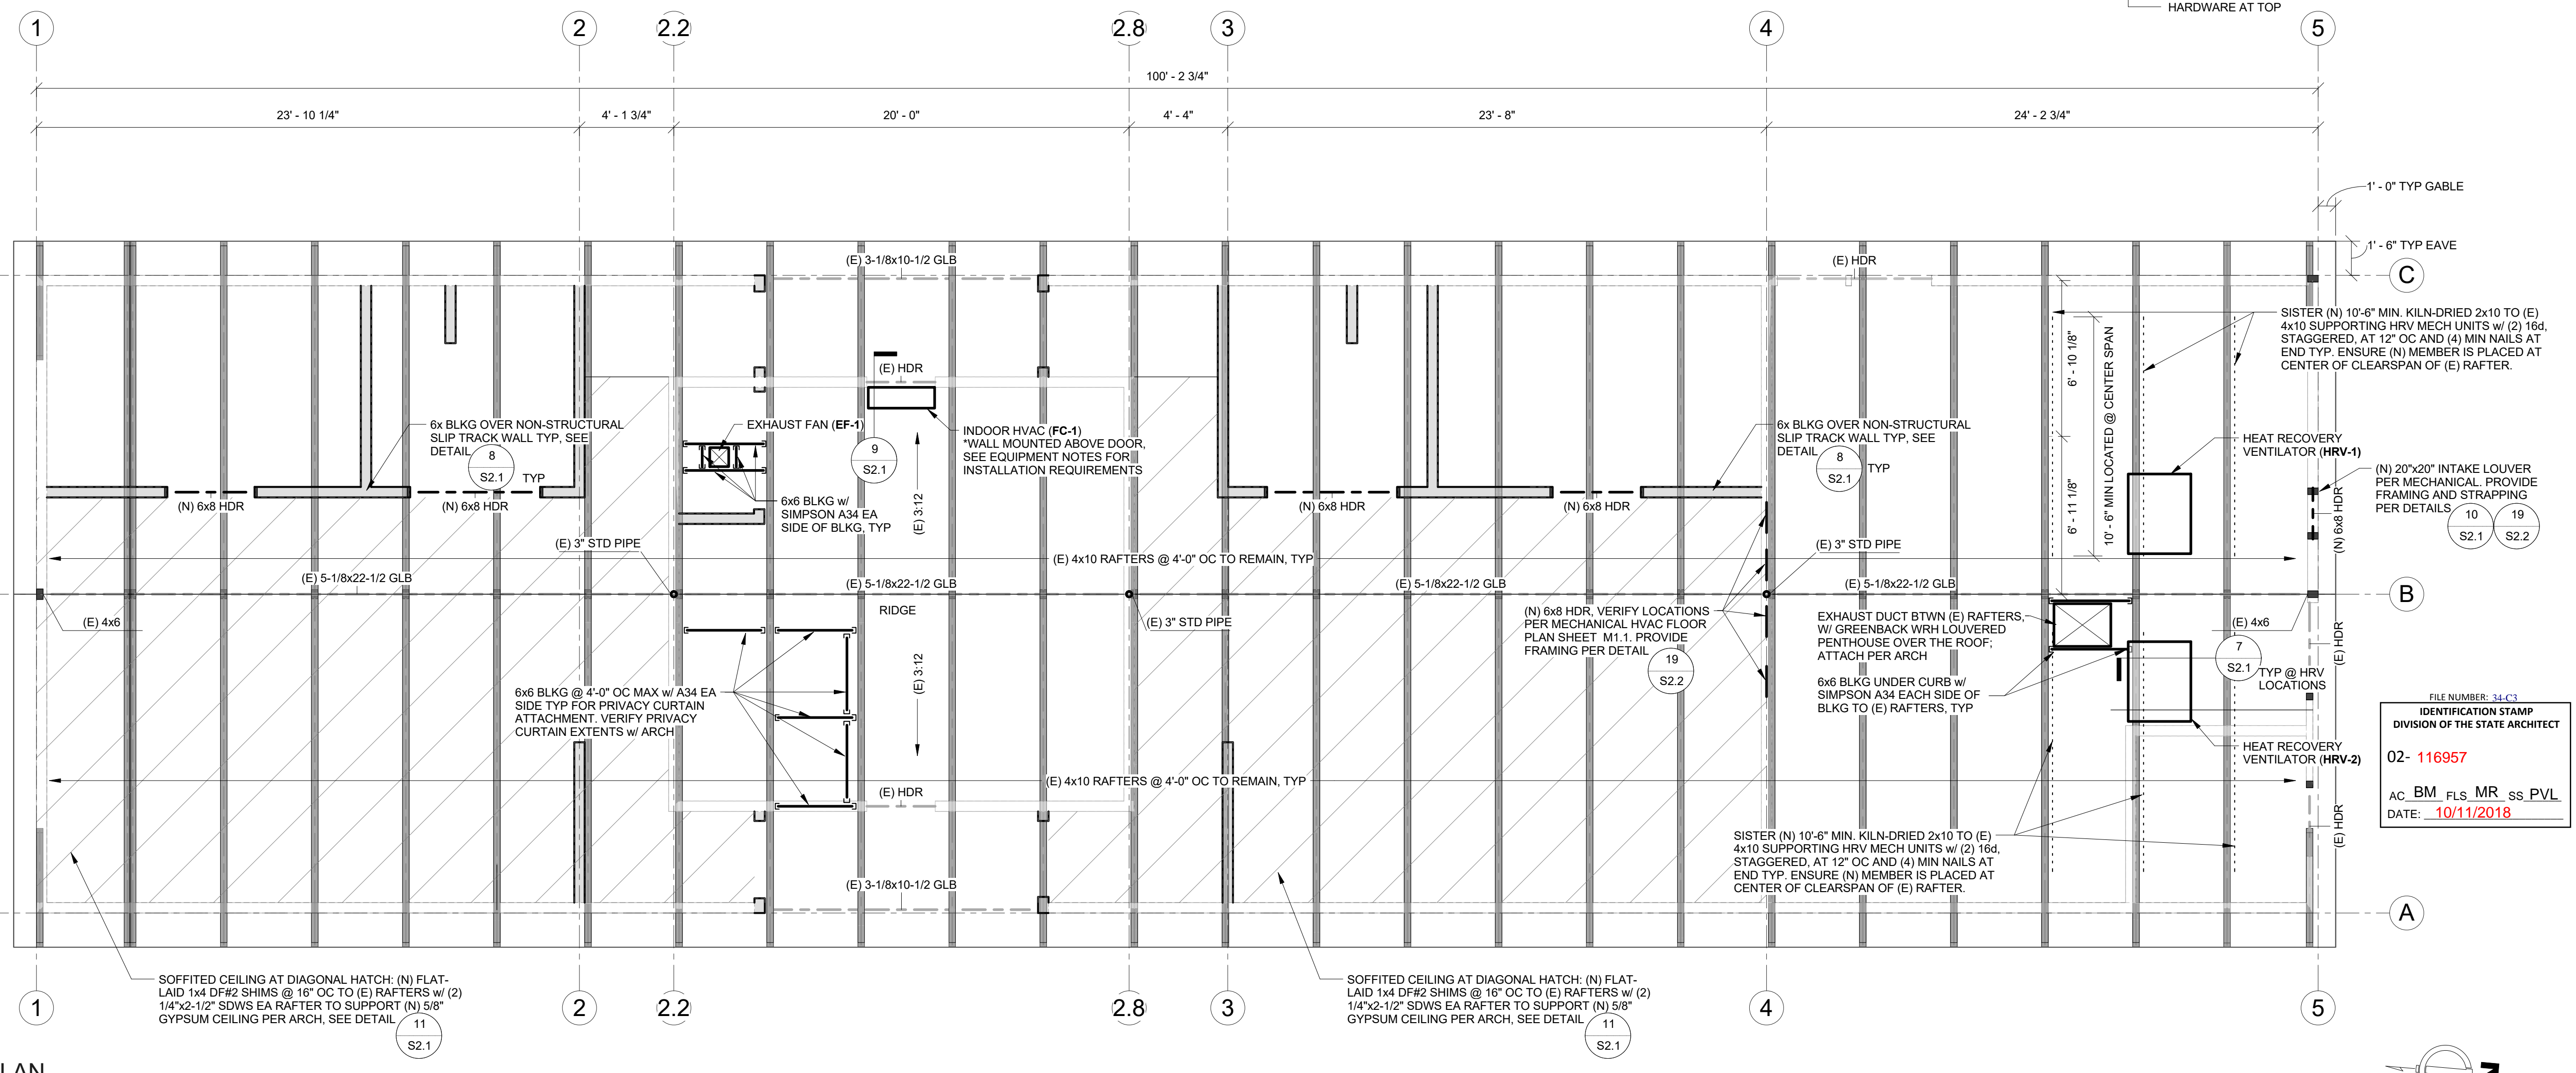 HARDWARE AT TOP
1
2
2.2
2.8
3
4
5
100' - 2 3/4"
23' - 10 1/4"
4' - 1 3/4"
20' - 0"
4' - 4"
23' - 8"
24' - 2 3/4"
1' - 0" TYP GABLE
1' - 6" TYP EAVE
(E) 3-1/8x10-1/2 GLB
(E) HDR
C
SISTER (N) 10'-6" MIN. KILN-DRIED 2x10 TO (E)
4x10 SUPPORTING HRV MECH UNITS w/ (2) 16d,
STAGGERED, AT 12" OC AND (4) MIN NAILS AT
END TYP. ENSURE (N) MEMBER IS PLACED AT
CENTER OF CLEARSPAN OF (E) RAFTER.
6' - 10 1/8"
10' - 6" MIN LOCATED @ CENTER SPAN
6' - 11 1/8"
(E) HDR
6x BLKG OVER NON-STRUCTURAL
SLIP TRACK WALL TYP, SEE
DETAIL
8
S2.1
TYP
EXHAUST FAN (EF-1)
9
S2.1
INDOOR HVAC (FC-1)
*WALL MOUNTED ABOVE DOOR,
SEE EQUIPMENT NOTES FOR
INSTALLATION REQUIREMENTS
6x BLKG OVER NON-STRUCTURAL
SLIP TRACK WALL TYP, SEE
DETAIL
8
S2.1
TYP
HEAT RECOVERY
VENTILATOR (HRV-1)
(N) 20"x20" INTAKE LOUVER
PER MECHANICAL. PROVIDE
FRAMING AND STRAPPING
PER DETAILS
10
S2.1
19
S2.2
(N) 6x8 HDR
(N) 6x8 HDR
(N) 6x8 HDR
6x6 BLKG w/
SIMPSON A34 EA
SIDE OF BLKG, TYP
(E) 3:12
(N) 6x8 HDR
(N) 6x8 HDR
(E) 3" STD PIPE
(E) 4x10 RAFTERS @ 4'-0" OC TO REMAIN, TYP
(E) 3" STD PIPE
(E) 5-1/8x22-1/2 GLB
(E) 5-1/8x22-1/2 GLB
(E) 5-1/8x22-1/2 GLB
(E) 5-1/8x22-1/2 GLB
B
RIDGE
(E) 4x6
(E) 3" STD PIPE
(N) 6x8 HDR, VERIFY LOCATIONS
PER MECHANICAL HVAC FLOOR
PLAN SHEET M1.1. PROVIDE
FRAMING PER DETAIL
19
S2.2
EXHAUST DUCT BTWN (E) RAFTERS,
W/ GREENBACK WRH LOUVERED
PENTHOUSE OVER THE ROOF;
ATTACH PER ARCH
6x6 BLKG UNDER CURB w/
SIMPSON A34 EACH SIDE OF
BLKG TO (E) RAFTERS, TYP
(E) 4x6
7
S2.1
TYP @ HRV
LOCATIONS
(E) HDR
(E) 3:12
6x6 BLKG @ 4'-0" OC MAX w/ A34 EA
SIDE TYP FOR PRIVACY CURTAIN
ATTACHMENT. VERIFY PRIVACY
CURTAIN EXTENTS w/ ARCH
FILE NUMBER: 34-C3
IDENTIFICATION STAMP
DIVISION OF THE STATE ARCHITECT
02- 116957
AC BM FLS MR SS PVL
DATE: 10/11/2018
HEAT RECOVERY
VENTILATOR (HRV-2)
(E) 4x10 RAFTERS @ 4'-0" OC TO REMAIN, TYP
(E) HDR
(E) HDR
SISTER (N) 10'-6" MIN. KILN-DRIED 2x10 TO (E)
4x10 SUPPORTING HRV MECH UNITS w/ (2) 16d,
STAGGERED, AT 12" OC AND (4) MIN NAILS AT
END TYP. ENSURE (N) MEMBER IS PLACED AT
CENTER OF CLEARSPAN OF (E) RAFTER.
(E) 3-1/8x10-1/2 GLB
A
SOFFITED CEILING AT DIAGONAL HATCH: (N) FLAT-
LAID 1x4 DF#2 SHIMS @ 16" OC TO (E) RAFTERS w/ (2)
1/4"x2-1/2" SDWS EA RAFTER TO SUPPORT (N) 5/8"
GYPSUM CEILING PER ARCH, SEE DETAIL
11
S2.1
SOFFITED CEILING AT DIAGONAL HATCH: (N) FLAT-
LAID 1x4 DF#2 SHIMS @ 16" OC TO (E) RAFTERS w/ (2)
1/4"x2-1/2" SDWS EA RAFTER TO SUPPORT (N) 5/8"
GYPSUM CEILING PER ARCH, SEE DETAIL
11
S2.1
1
2
2.2
2.8
3
4
5